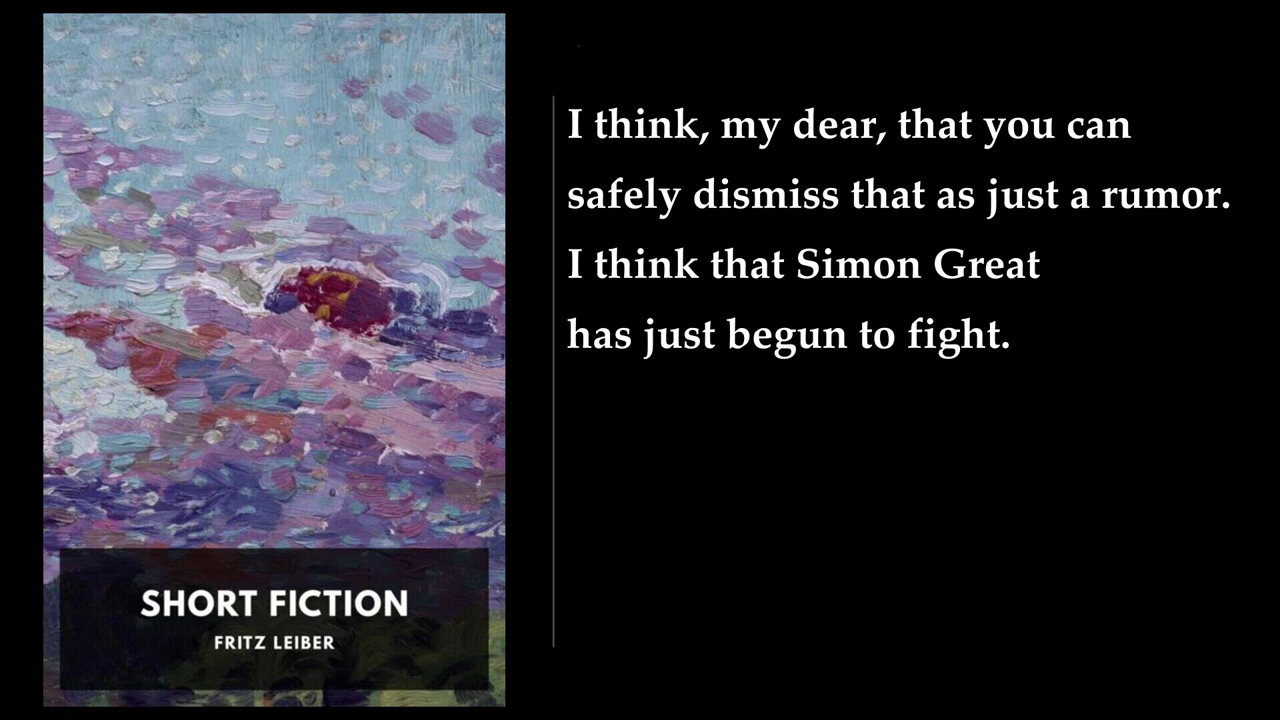 SHORT FICTION
FRITZ LEIBER
I think, my dear, that you can
safely dismiss that as just a rumor.
I think that Simon Great
has just begun to fight.